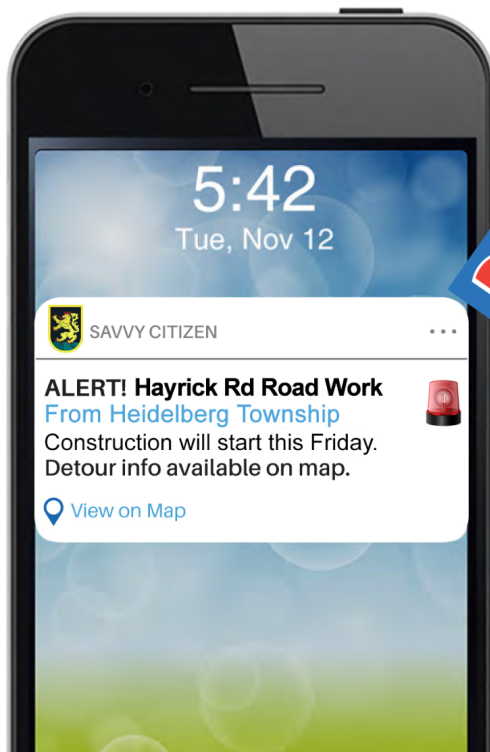 5:42
Tue, Nov 12
SAVVY CITIZEN
ALERT! Hayrick Rd Road Work
From Heidelberg Township
Construction will start this Friday.
Detour info available on map.
View on Map